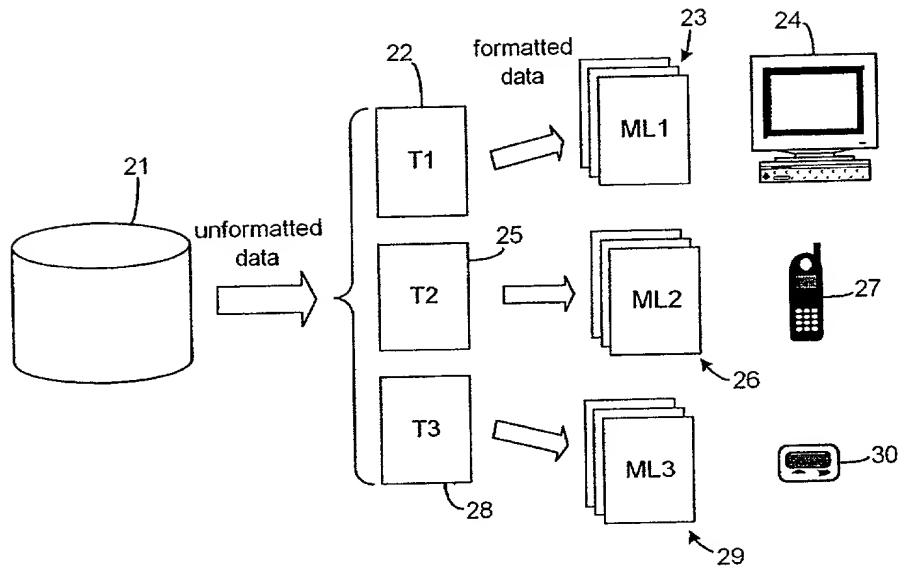 23
24
22
formatted
data
ML1
T1
21
unformatted
data
25
T2
ML2
27
26
T3
ML3
30
28
29